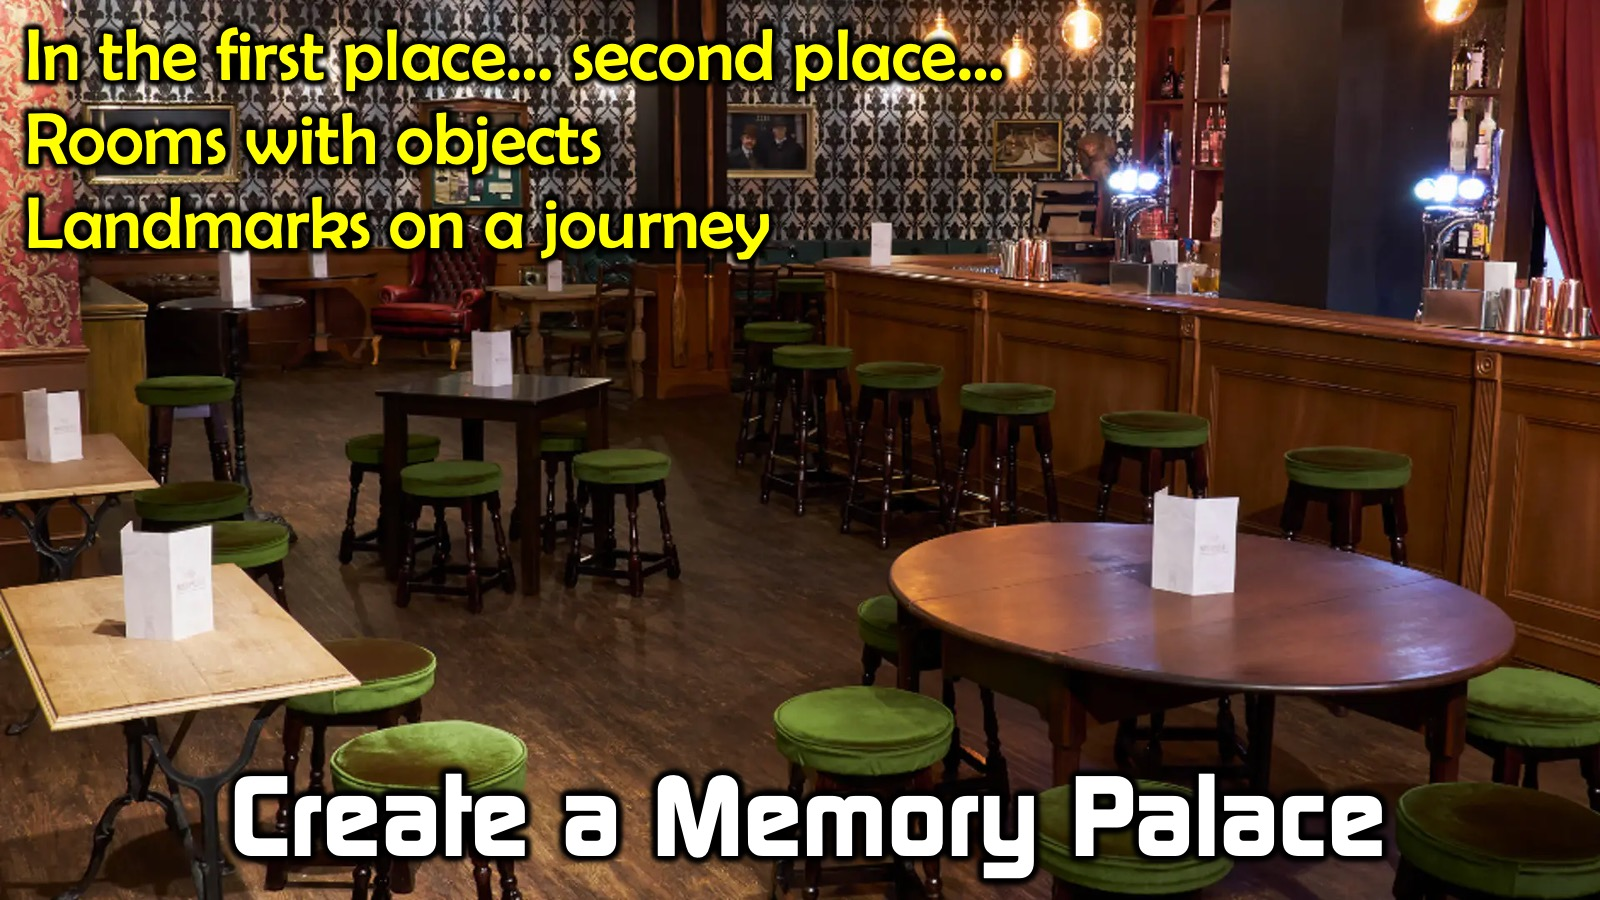 In the first place... second place...
Rooms with objects
Landmarks on a journey
Create a Memory Palace